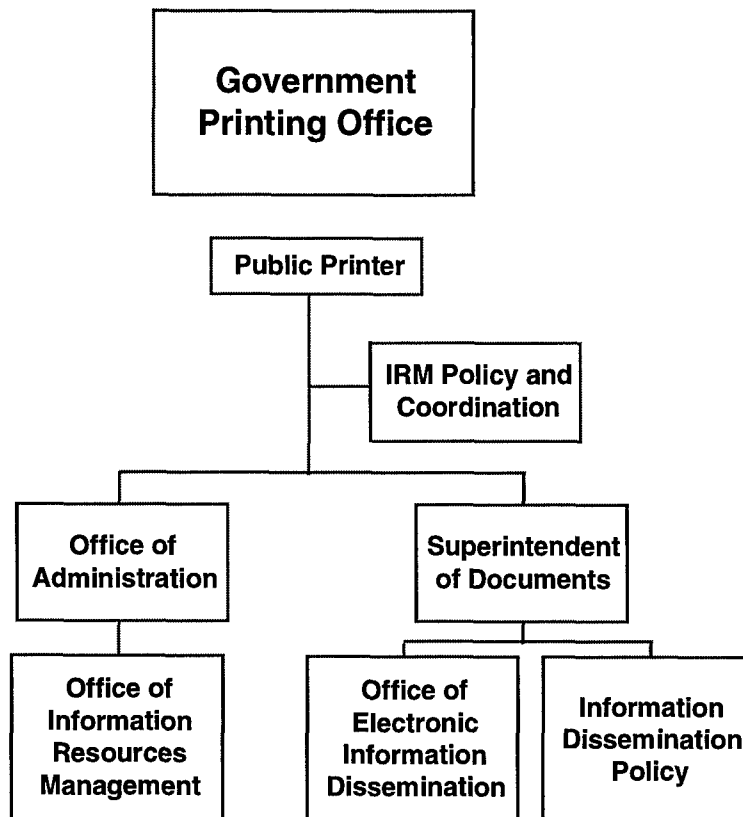 Government
Printing Office
Public Printer
IRM Policy and
Coordination
Office of
Administration
Superintendent
of Documents
Office of
Information
Resources
Management
Office of
Electronic
Information
Dissemination
Information
Dissemination
Policy